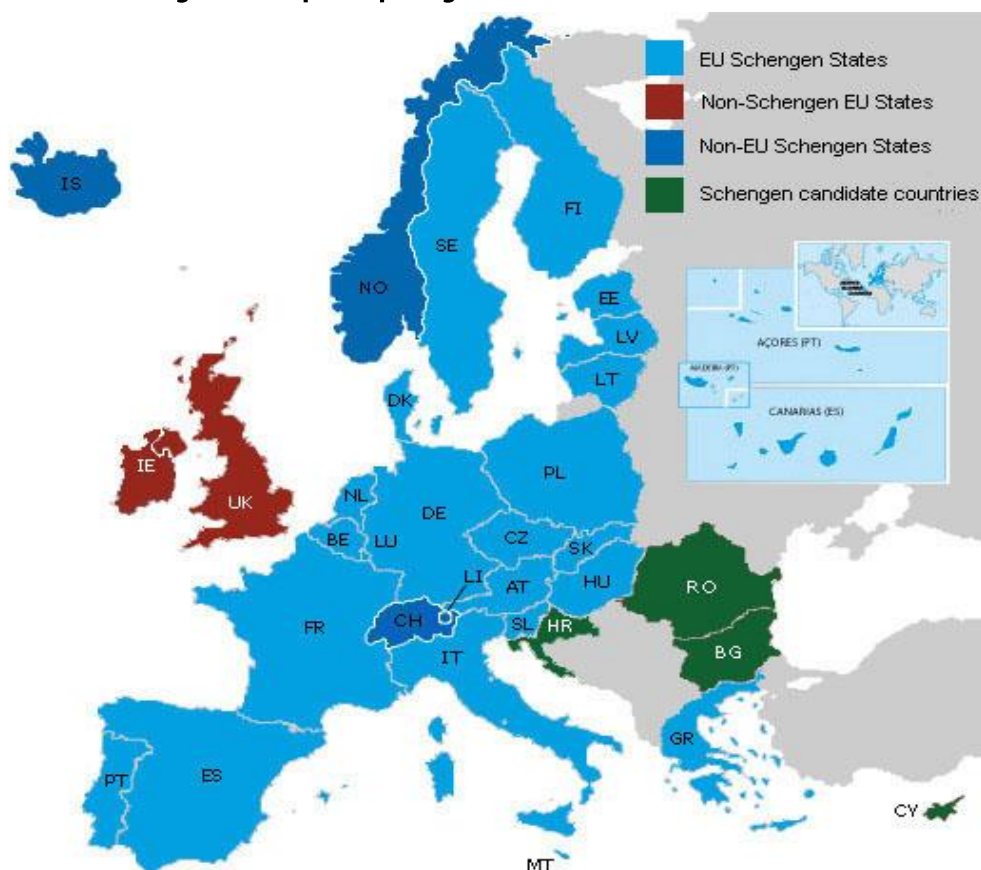 EU Schengen States
Non-Schengen EU States
Non-EU Schengen States
Schengen candidate countries
IS
FI
SE
NO
EE
LV
LT
AÇORES (PT)
MADEIRA (PT)
CANARIAS (ES)
DK
IE
UK
PL
NL
DE
BE
LU
CZ
SK
LI
AT
HU
RO
FR
CH
SL
HR
IT
BG
GR
PT
ES
CY
MT